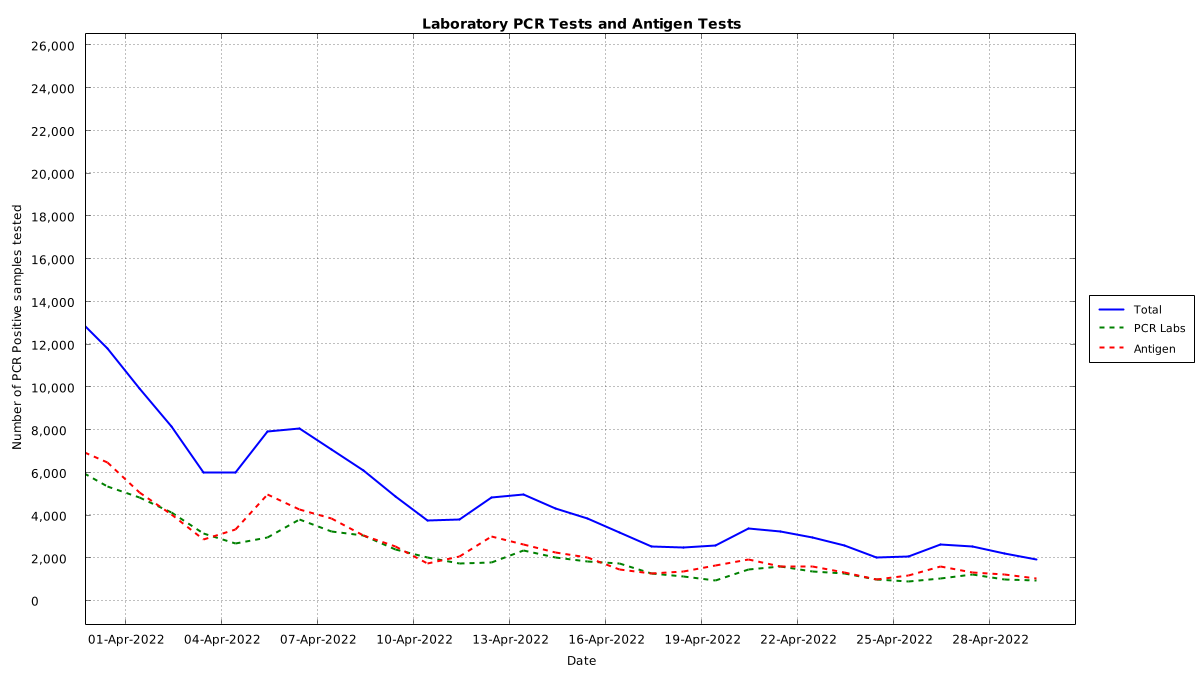 Laboratory PCR Tests and Antigen Tests
Number of PCR Positive samples tested
26,000
24,000
22,000
20,000
18,000
16,000
14,000
12,000
10,000
8,000
6,000
4,000
2,000
0
01-Apr-2022 04-Apr-2022 07-Apr-2022 10-Apr-2022 13-Apr-2022 16-Apr-2022 19-Apr-2022 22-Apr-2022 25-Apr-2022 28-Apr-2022
Date
Total
PCR Labs
Antigen